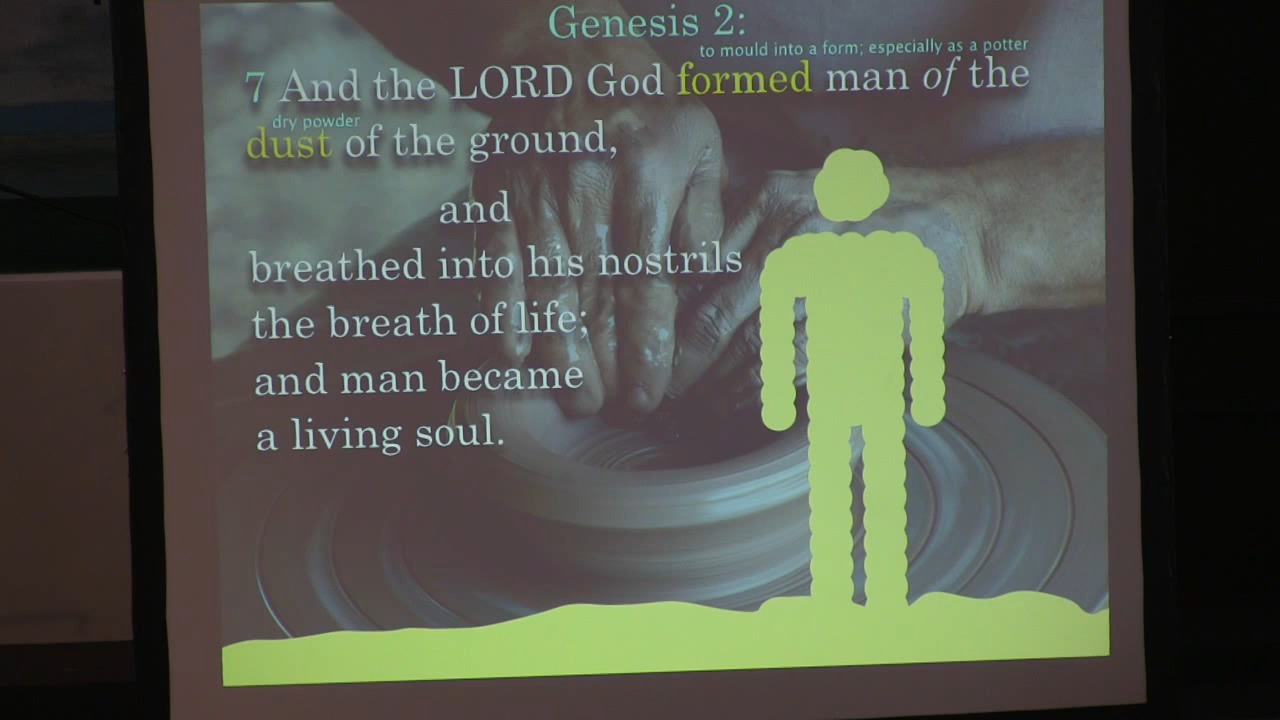 Genesis 2:
to mould into a form; especially as a potter
7 And the LORD God formed man of the
dry powder
dust of the ground,
and
breathed into his nostrils
the breath of life;
and man became
a living soul.